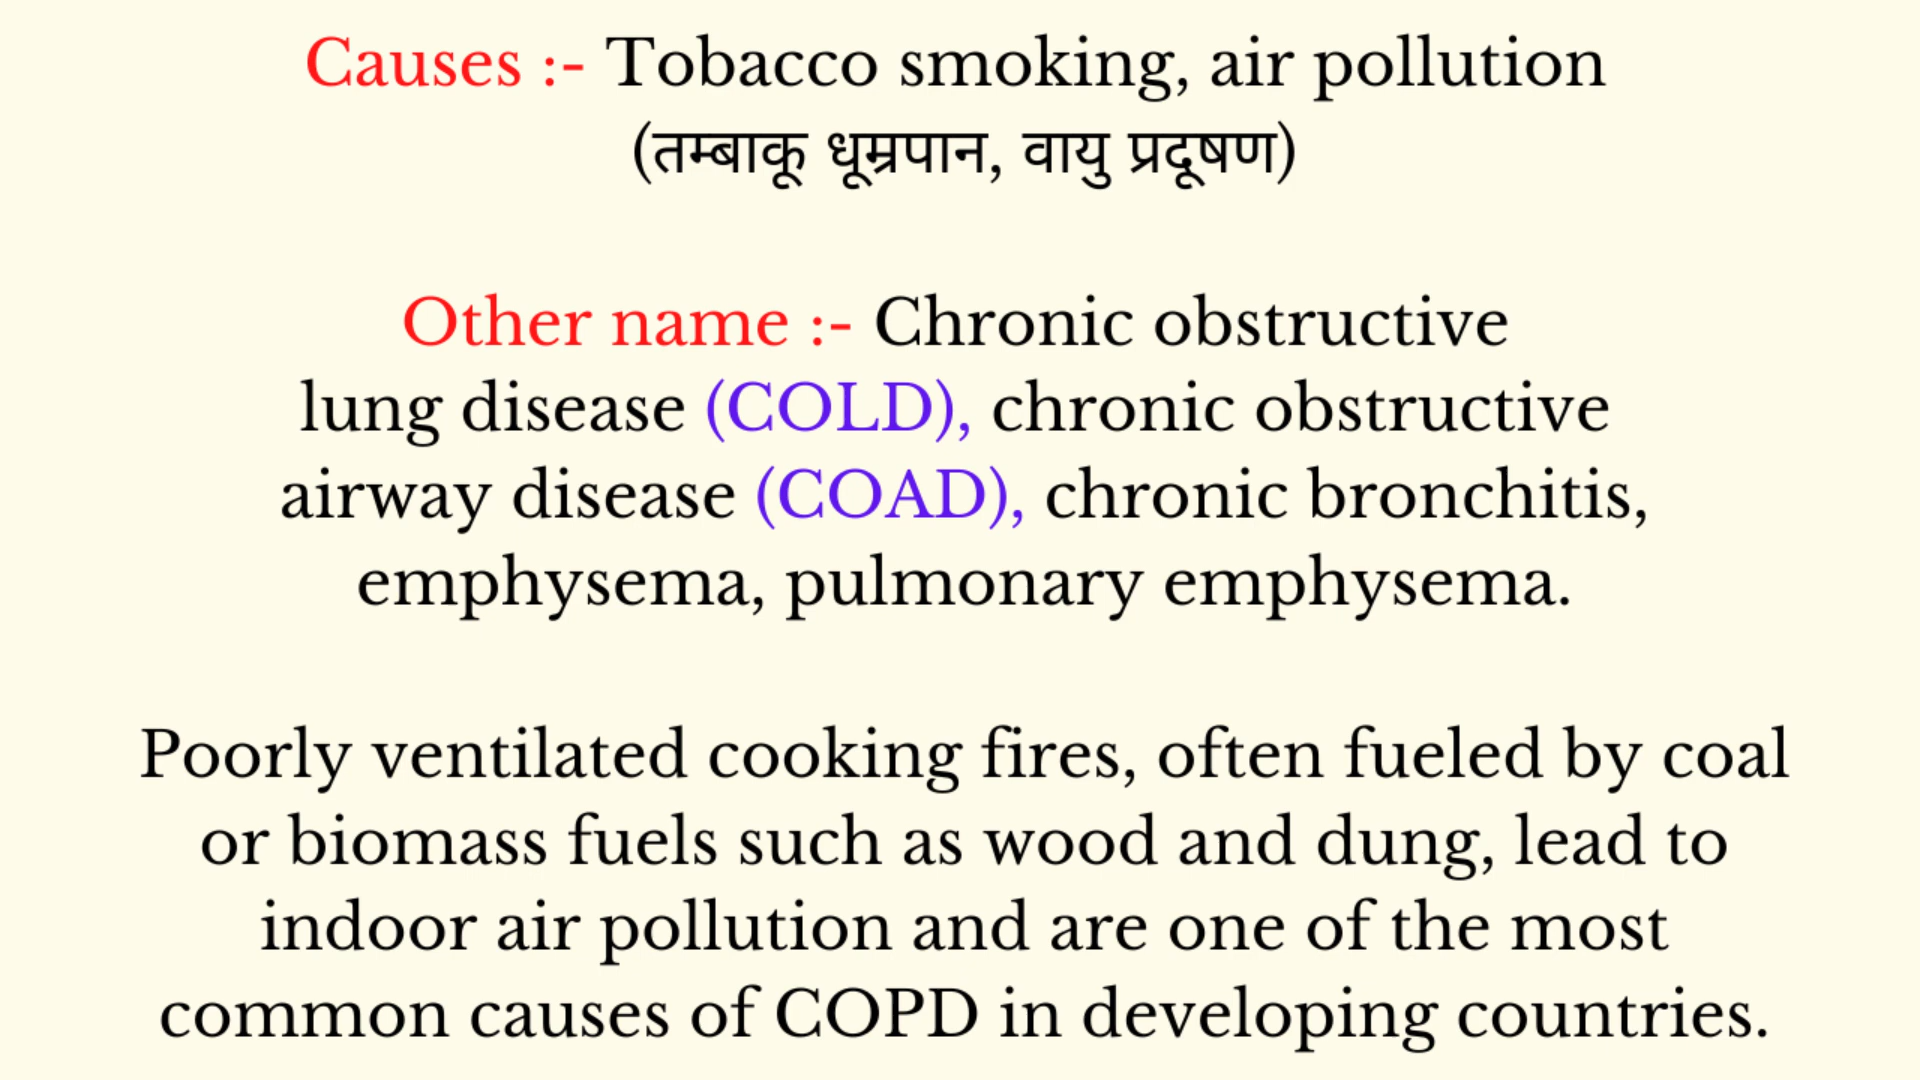 Causes :- Tobacco smoking, air pollution
(तम्बाकू धूम्रपान, वायु प्रदूषण)
Other name :- Chronic obstructive
lung disease (COLD), chronic obstructive
airway disease (COAD), chronic bronchitis,
emphysema, pulmonary emphysema.
Poorly ventilated cooking fires, often fueled by coal
or biomass fuels such as wood and dung, lead to
indoor air pollution and are one of the most
common causes of COPD in developing countries.